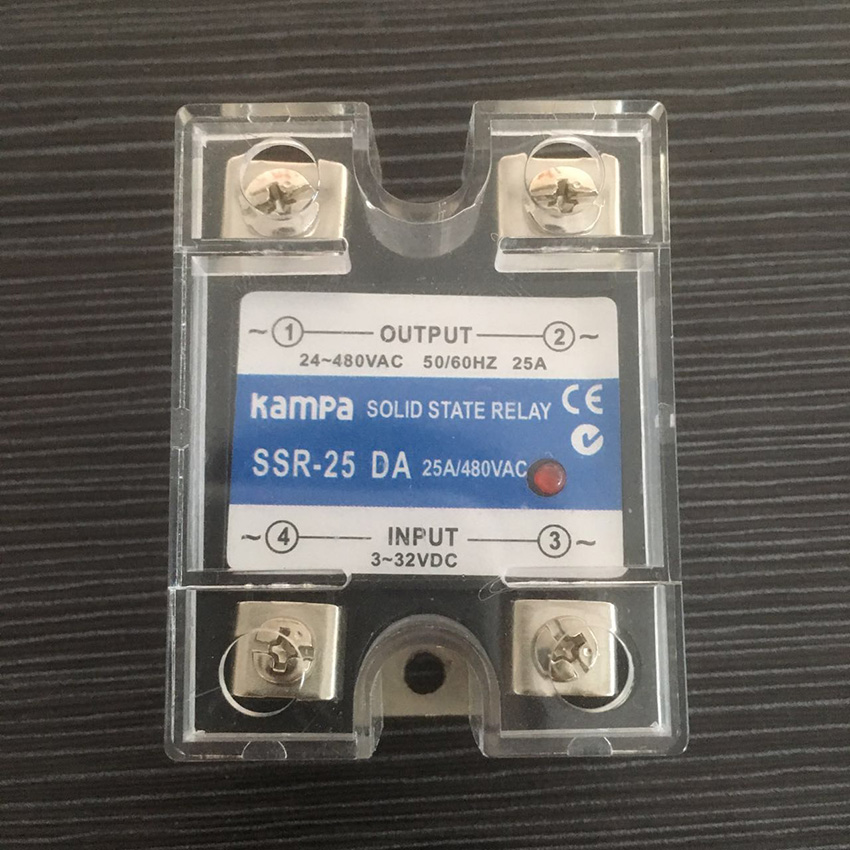 ~ 1 OUTPUT 2 ~
24~480VAC 50/60HZ 25A
Kampa SOLID STATE RELAY CE
SSR-25 DA 25A/480VAC
~ 4 INPUT 3 ~
3~32VDC